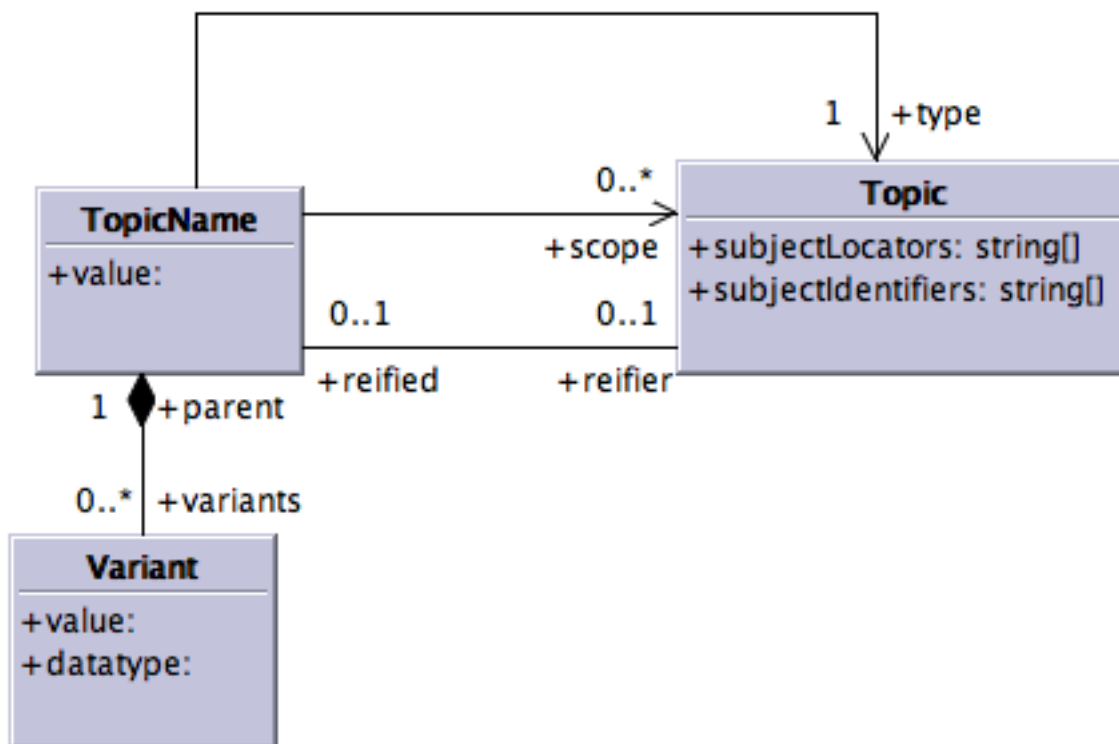 1 +type
0..*
Topic
TopicName
+subjectLocators: string[]
+scope
+value:
+subjectIdentifiers: string[]
0..1 0..1
+reified +reifier
1 +parent
0..* +variants
Variant
+value:
+datatype: